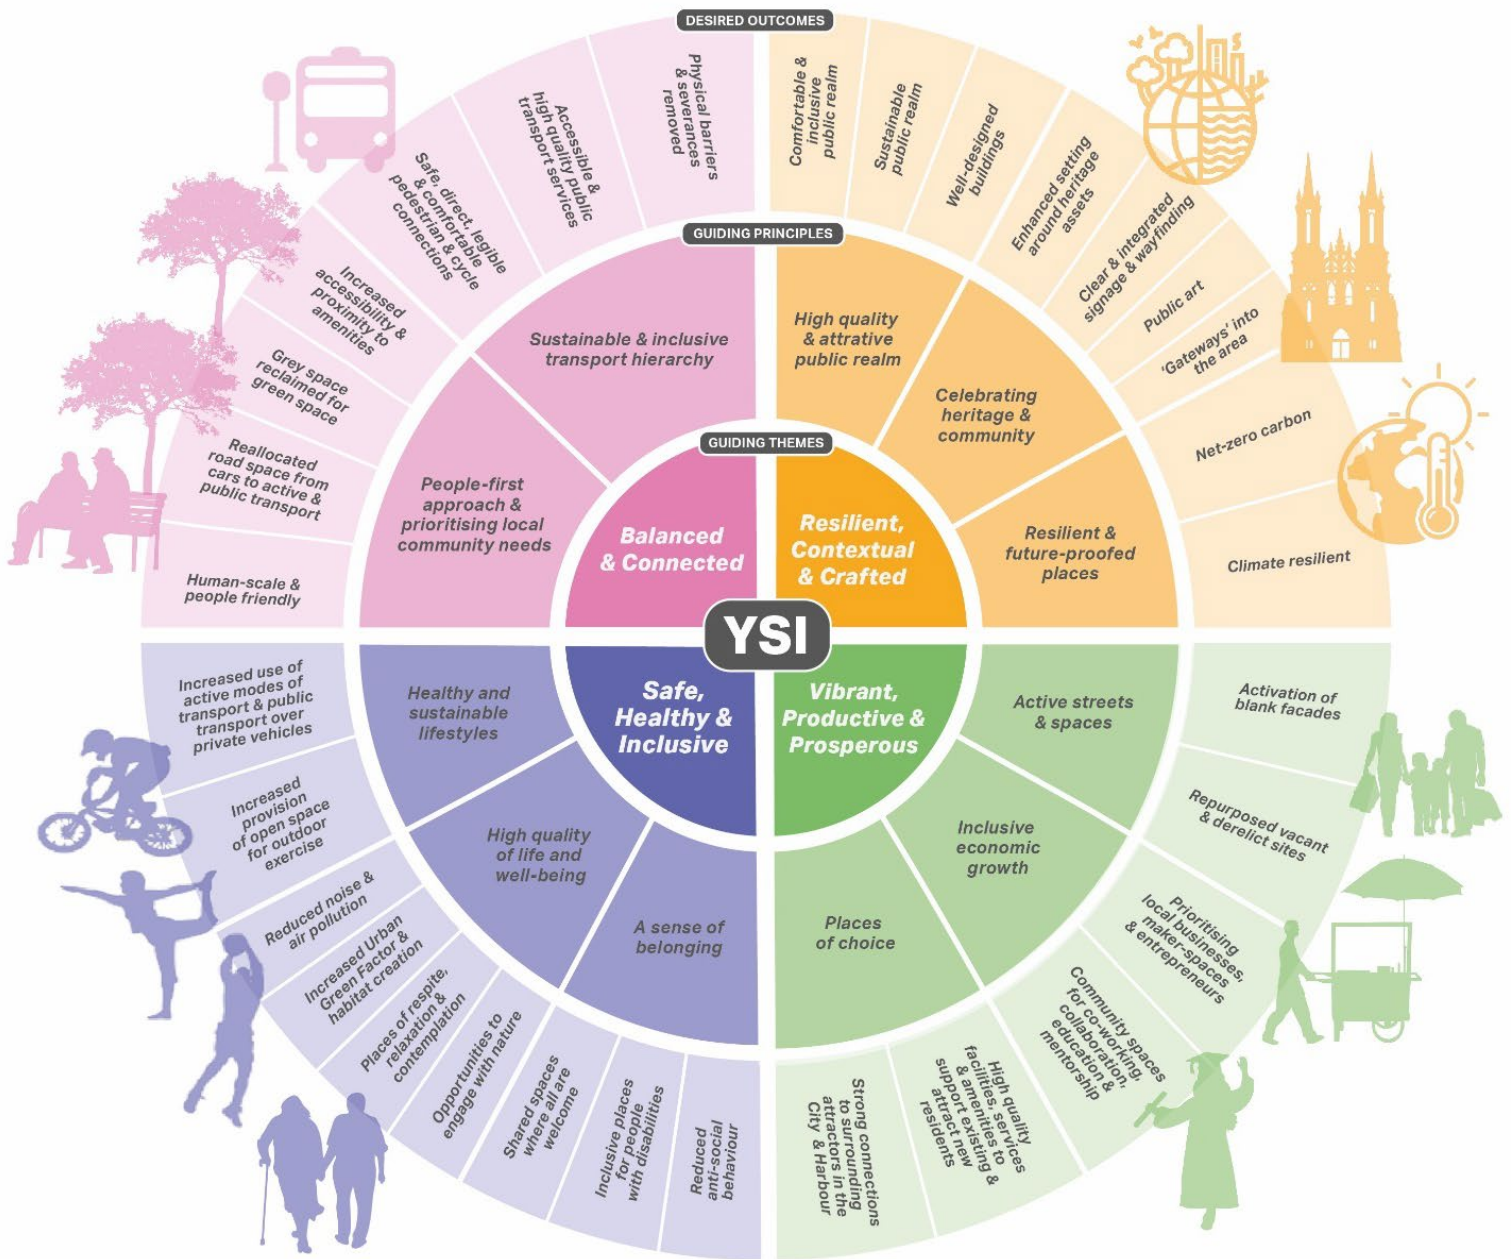 DESIRED OUTCOMES
Physical barriers
& severances
removed
Accessible &
high quality public
transport services
Safe, direct, legible
& comfortable
pedestrian & cycle
connections
Increased
accessibility &
proximity to
amenities
Grey space
reclaimed for
green space
Reallocated
road space from
cars to active &
public transport
Human-scale &
people friendly
Comfortable &
inclusive
public realm
Sustainable
public realm
Well-designed
buildings
Enhanced setting
around heritage
assets
Clear & integrated
signage & wayfinding
Public art
'Gateways' into
the area
Net-zero carbon
Climate resilient
GUIDING PRINCIPLES
Sustainable & inclusive
transport hierarchy
People-first
approach &
prioritising local
community needs
High quality
& attrative
public realm
Celebrating
heritage &
community
Resilient &
future-proofed
places
GUIDING THEMES
Balanced
& Connected
Resilient,
Contextual
& Crafted
YSI
Safe,
Healthy &
Inclusive
Vibrant,
Productive &
Prosperous
Healthy and
sustainable
lifestyles
High quality
of life and
well-being
A sense of
belonging
Active streets
& spaces
Inclusive
economic
growth
Places
of choice
Increased use of
active modes of
transport & public
transport over
private vehicles
Increased
provision
of open space
for outdoor
exercise
Reduced noise &
air pollution
Increased Urban
Green Factor &
habitat creation
Places of respite,
relaxation &
contemplation
Opportunities to
engage with nature
Shared spaces
where all are
welcome
Inclusive places
for people
with disabilities
Reduced
anti-social
behaviour
Activation of
blank facades
Repurposed vacant
& derelict sites
Prioritising
local businesses,
maker-spaces
& entrepreneurs
Community spaces
for co-working,
collaboration,
education &
mentorship
High quality
facilities, services
& amenities to
support existing &
attract new
residents
Strong connections
to surrounding
attractors in the
City & Harbour